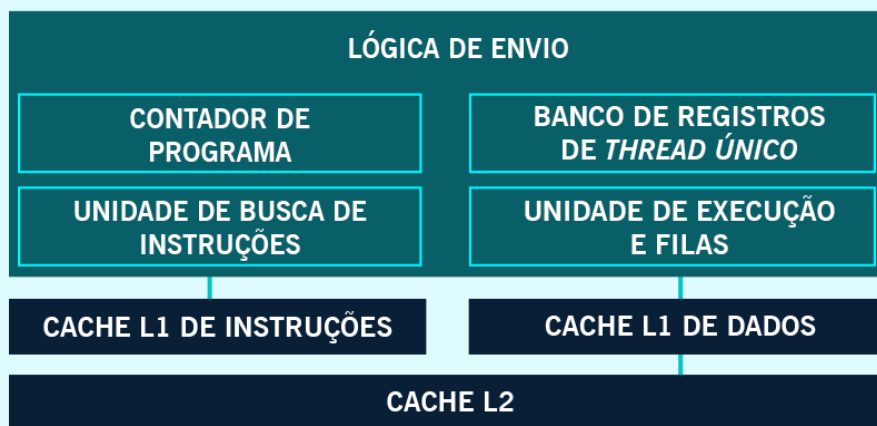 LÓGICA DE ENVIO
CONTADOR DE
PROGRAMA
BANCO DE REGISTROS
DE THREAD ÚNICO
UNIDADE DE BUSCA DE
INSTRUÇÕES
UNIDADE DE EXECUÇÃO
E FILAS
CACHE L1 DE INSTRUÇÕES
CACHE L1 DE DADOS
CACHE L2